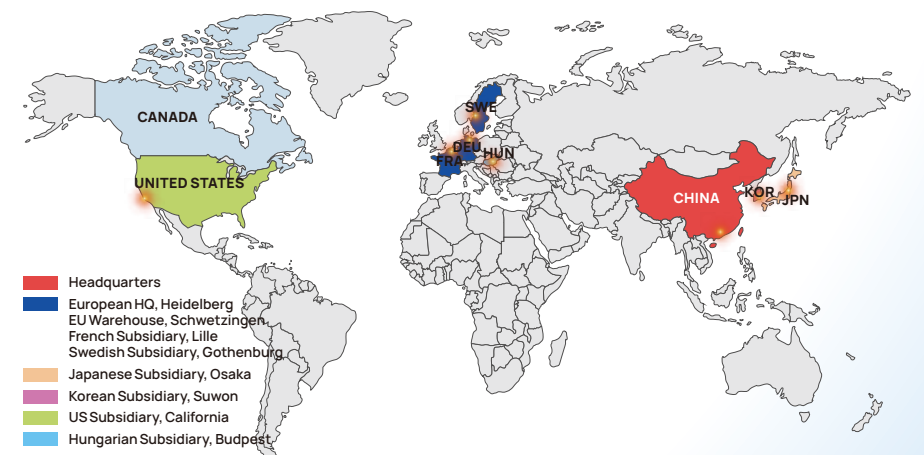 SWE
CANADA
DEU
HUN
FRA
UNITED STATES
KOR
CHINA
JPN
Headquarters
European HQ, Heidelberg
EU Warehouse, Schwetzingen
French Subsidiary, Lille
Swedish Subsidiary, Gothenburg
Japanese Subsidiary, Osaka
Korean Subsidiary, Suwon
US Subsidiary, California
Hungarian Subsidiary, Budpest